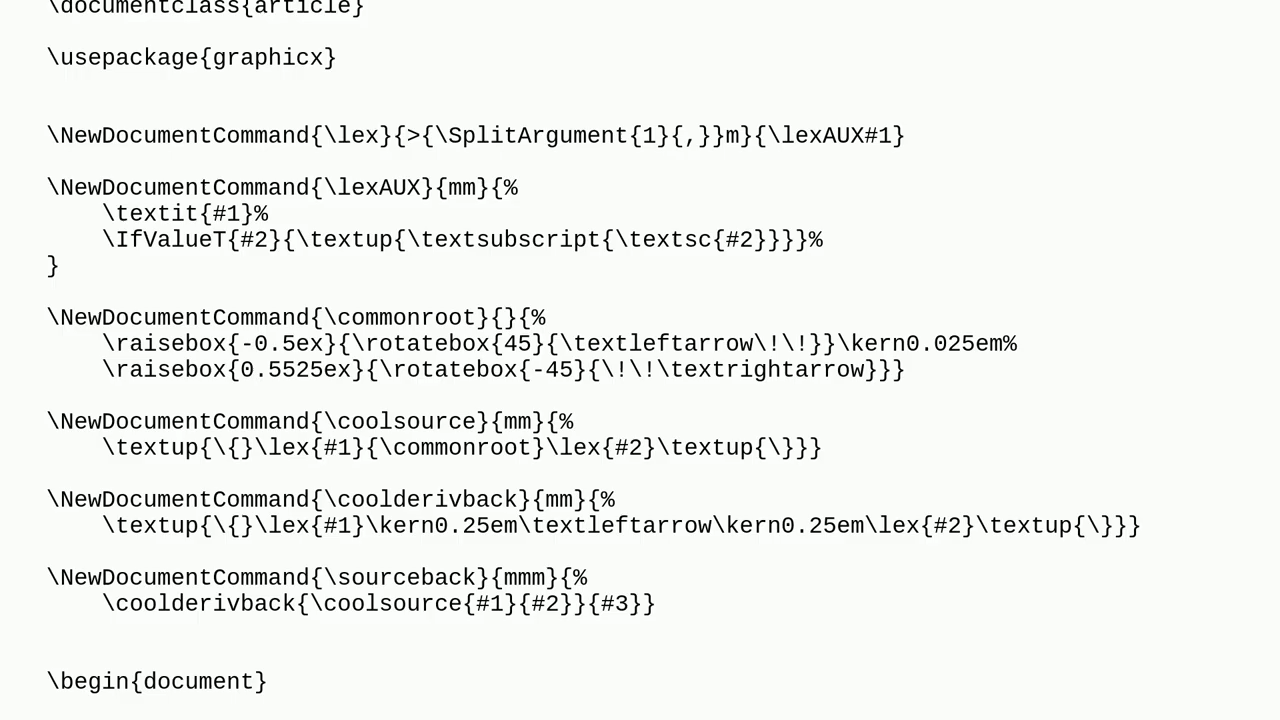 \documentclass{article}
\usepackage{graphicx}
\NewDocumentCommand{\lex}{>{\SplitArgument{1}{,}}m}{\lexAUX#1}
\NewDocumentCommand{\lexAUX}{mm}{%
    \textit{#1}%
    \IfValueT{#2}{\textup{\textsubscript{\textsc{#2}}}}%
}
\NewDocumentCommand{\commonroot}{}{%
    \raisebox{-0.5ex}{\rotatebox{45}{\textleftarrow\!\!}}\kern0.025em%
    \raisebox{0.5525ex}{\rotatebox{-45}{\!\!\textrightarrow}}}
\NewDocumentCommand{\coolsource}{mm}{%
    \textup{\{}\lex{#1}{\commonroot}\lex{#2}\textup{\}}}
\NewDocumentCommand{\coolderivback}{mm}{%
    \textup{\{}\lex{#1}\kern0.25em\textleftarrow\kern0.25em\lex{#2}\textup{\}}}
\NewDocumentCommand{\sourceback}{mmm}{%
    \coolderivback{\coolsource{#1}{#2}}{#3}}
\begin{document}